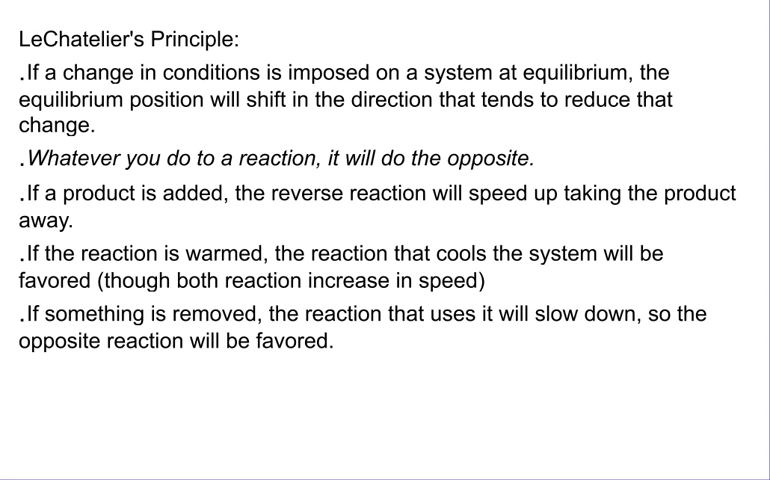 LeChatelier's Principle:
.If a change in conditions is imposed on a system at equilibrium, the
equilibrium position will shift in the direction that tends to reduce that
change.
.Whatever you do to a reaction, it will do the opposite.
.If a product is added, the reverse reaction will speed up taking the product
away.
.If the reaction is warmed, the reaction that cools the system will be
favored (though both reaction increase in speed)
.If something is removed, the reaction that uses it will slow down, so the
opposite reaction will be favored.